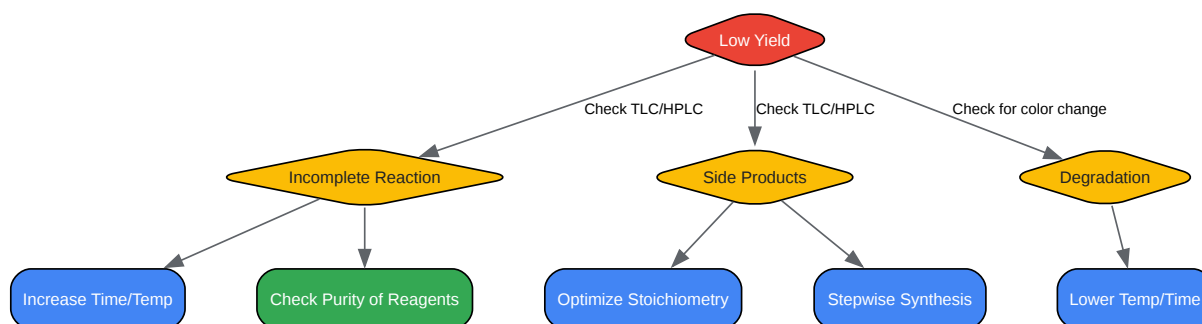 Low Yield
Check TLC/HPLC
Check TLC/HPLC
Check for color change
Incomplete Reaction
Side Products
Degradation
Increase Time/Temp
Check Purity of Reagents
Optimize Stoichiometry
Stepwise Synthesis
Lower Temp/Time